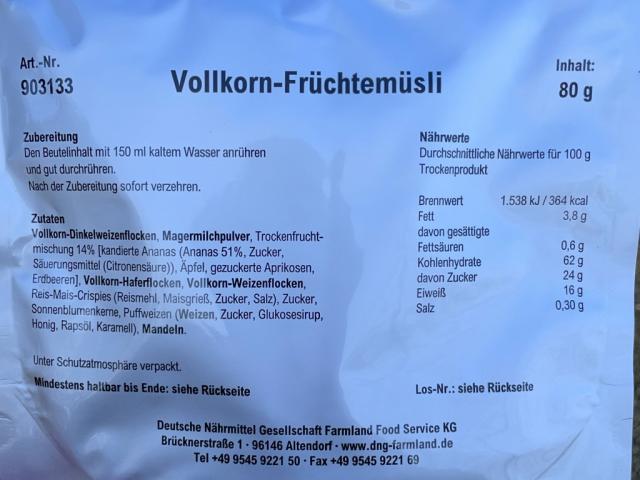 Art.-Nr.
903133
Vollkorn-Früchtemüsli
Inhalt:
80 g
Zubereitung
Den Beutelinhalt mit 150 ml kaltem Wasser anrühren
und gut durchrühren.
Nach der Zubereitung sofort verzehren.
Zutaten
Vollkorn-Dinkelweizenflocken, Magermilchpulver, Trockenfrucht-
mischung 14% [kandierte Ananas (Ananas 51%, Zucker,
Säuerungsmittel (Citronensäure)), Äpfel, gezuckerte Aprikosen,
Erdbeeren], Vollkorn-Haferflocken, Vollkorn-Weizenflocken,
Reis-Mais-Crispies (Reismehl, Maisgrieß, Zucker, Salz), Zucker,
Sonnenblumenkerne, Puffweizen (Weizen, Zucker, Glukosesirup,
Honig, Rapsöl, Karamell), Mandeln.
Unter Schutzatmosphäre verpackt.
Mindestens haltbar bis Ende: siehe Rückseite
Nährwerte
Durchschnittliche Nährwerte für 100 g
Trockenprodukt
Brennwert 1.538 kJ / 364 kcal
Fett 3,8 g
davon gesättigte
Fettsäuren 0,6 g
Kohlenhydrate 62 g
davon Zucker 24 g
Eiweiß 16 g
Salz 0,30 g
Los-Nr.: siehe Rückseite
Deutsche Nährmittel Gesellschaft Farmland Food Service KG
Brücknerstraße 1 · 96146 Altendorf · www.dng-farmland.de
Tel +49 9545 9221 50 · Fax +49 9545 9221 69